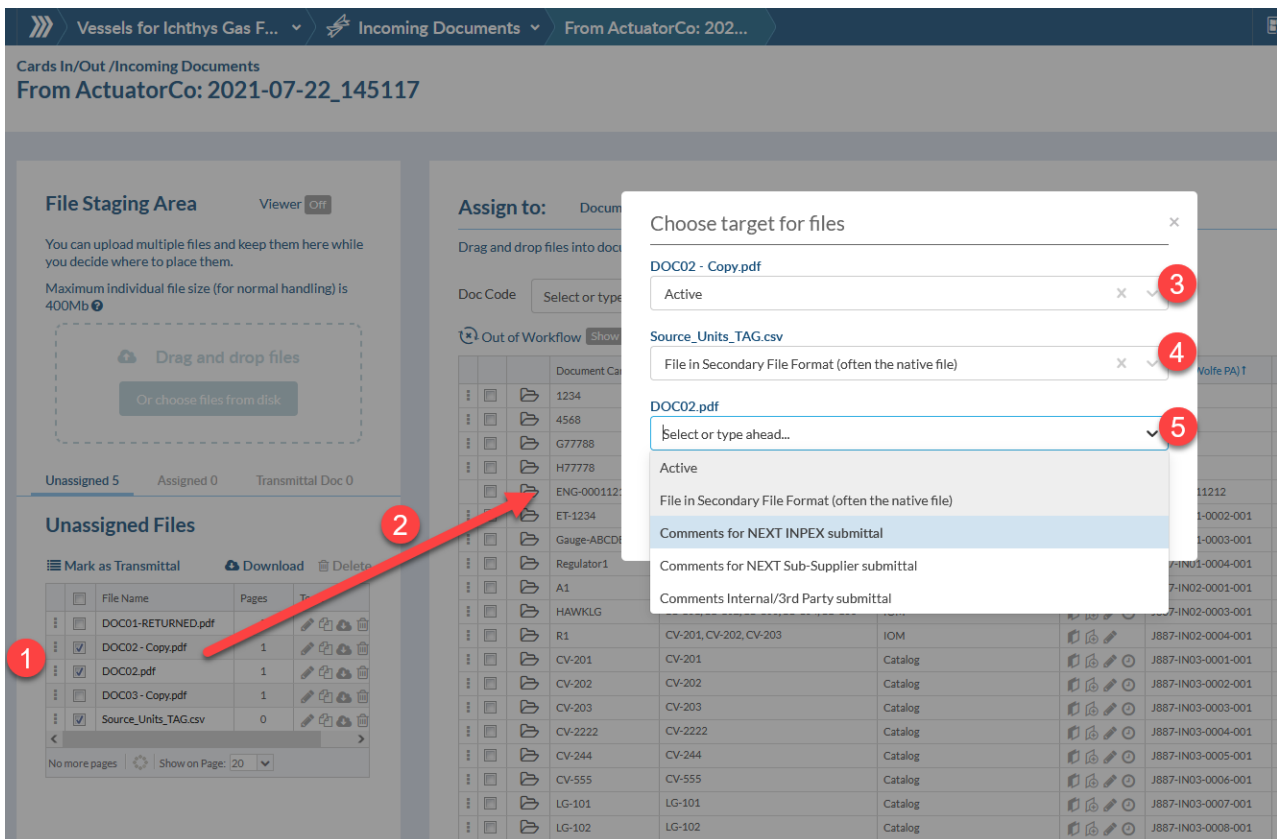 Vessels for Ichthys Gas F...
Incoming Documents
From ActuatorCo: 202...
Cards In/Out /Incoming Documents
From ActuatorCo: 2021-07-22_145117
File Staging Area
Viewer Off
You can upload multiple files and keep them here while
you decide where to place them.
Maximum individual file size (for normal handling) is
400Mb
Drag and drop files
Or choose files from disk
Unassigned 5 Assigned 0 Transmittal Doc 0
Unassigned Files
Mark as Transmittal Download Delete
File Name Pages
DOC01-RETURNED.pdf
DOC02 - Copy.pdf 1
DOC02.pdf 1
DOC03 - Copy.pdf 1
Source_Units_TAG.csv 0
No more pages Show on Page: 20
1
2
Assign to:
Drag and drop files into
Doc Code Select or type
Out of Workflow Show
Document
1234
4568
G77788
H77778
ET-1234
Regulator1
A1
HAWKLG IOM J887-IN02-0003-001
R1 CV-201, CV-202, CV-203 IOM J887-IN02-0004-001
CV-201 CV-201 Catalog J887-IN03-0001-001
CV-202 CV-202 Catalog J887-IN03-0002-001
CV-203 CV-203 Catalog J887-IN03-0003-001
CV-2222 CV-2222 Catalog J887-IN03-0004-001
CV-244 CV-244 Catalog J887-IN03-0005-001
CV-555 CV-555 Catalog J887-IN03-0006-001
LG-101 LG-101 Catalog J887-IN03-0007-001
LG-102 LG-102 Catalog J887-IN03-0008-001
Choose target for files
DOC02 - Copy.pdf
Active
3
Source_Units_TAG.csv
File in Secondary File Format (often the native file)
4
DOC02.pdf
Select or type ahead...
5
Active
File in Secondary File Format (often the native file)
Comments for NEXT INPEX submittal
Comments for NEXT Sub-Supplier submittal
Comments Internal/3rd Party submittal